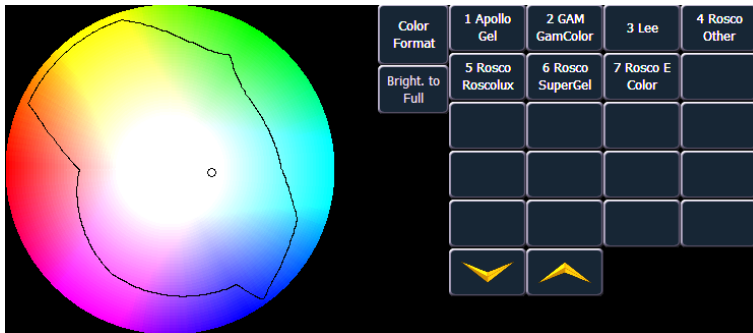 Color
Format
1 Apollo
Gel
2 GAM
GamColor
3 Lee
4 Rosco
Other
Bright. to
Full
5 Rosco
Roscolux
6 Rosco
SuperGel
7 Rosco E
Color